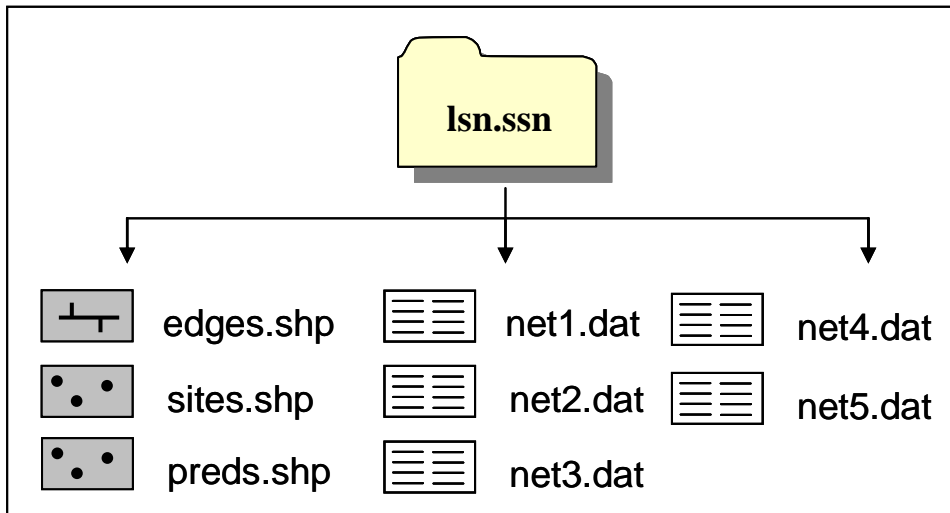 lsn.ssn
edges.shp
sites.shp
preds.shp
net1.dat
net2.dat
net3.dat
net4.dat
net5.dat